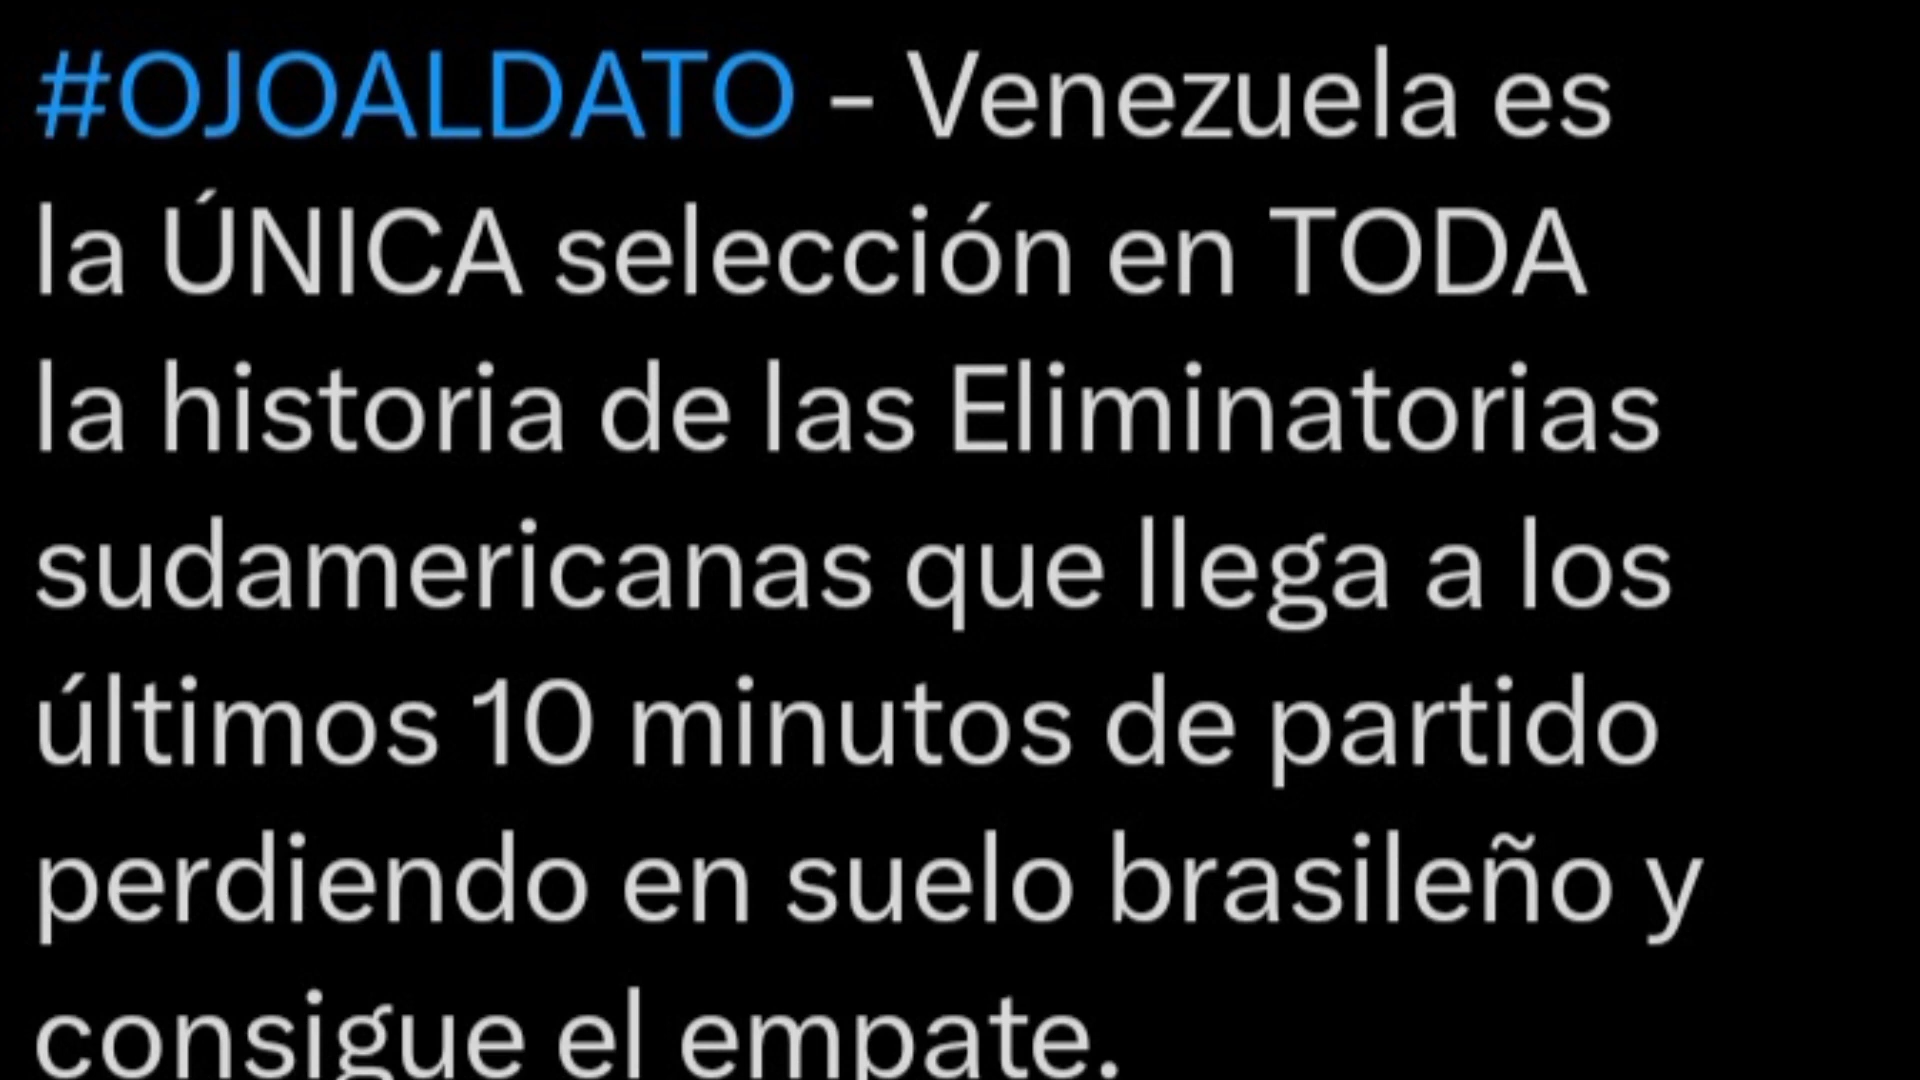 #OJOALDATO - Venezuela es
la ÚNICA selección en TODA
la historia de las Eliminatorias
sudamericanas que llega a los
últimos 10 minutos de partido
perdiendo en suelo brasileño y
consigue el empate.